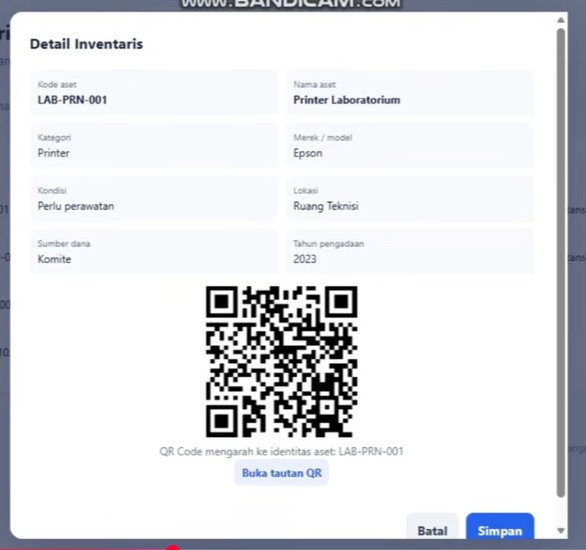 WWW.BANDICAM.COM
Detail Inventaris
Kode aset
LAB-PRN-001
Nama aset
Printer Laboratorium
Kategori
Printer
Merek / model
Epson
Kondisi
Perlu perawatan
Lokasi
Ruang Teknisi
Sumber dana
Komite
Tahun pengadaan
2023
QR Code mengarah ke identitas aset: LAB-PRN-001
Buka tautan QR
Batal
Simpan